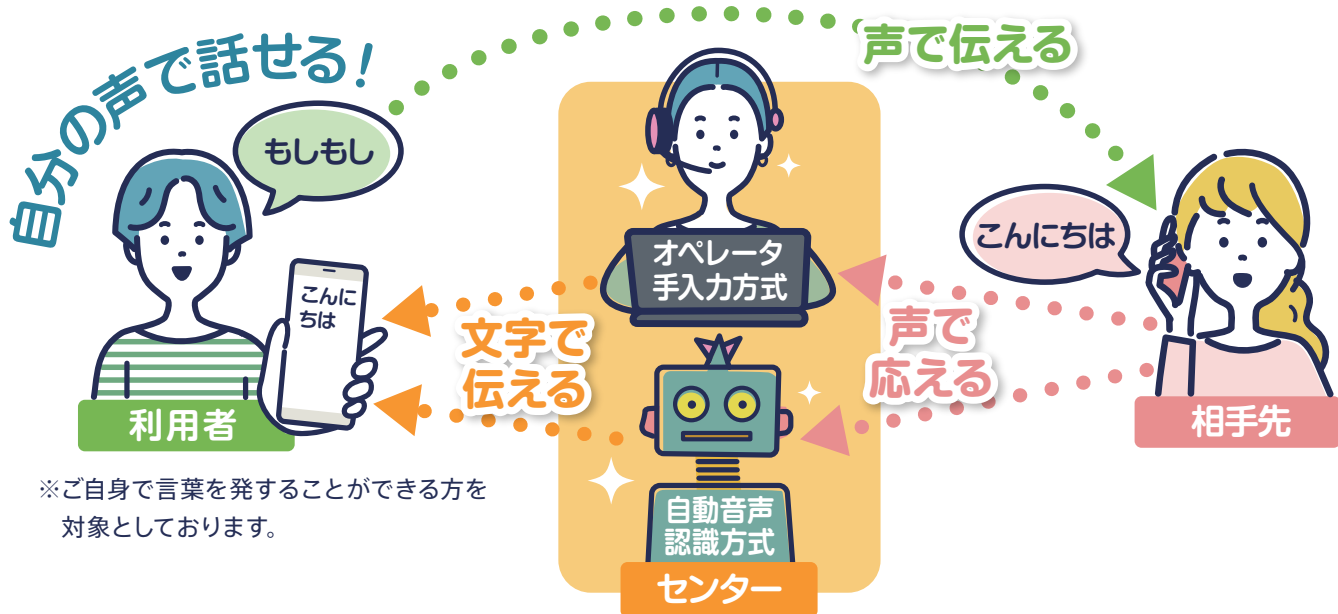 自分の声で話せる！
もしもし
声で伝える
こんにちは
オペレータ
手入力方式
こんに
ちは
文字で
伝える
声で
応える
利用者
相手先
※ご自身で言葉を発することができる方を
対象としております。
自動音声
認識方式
センター